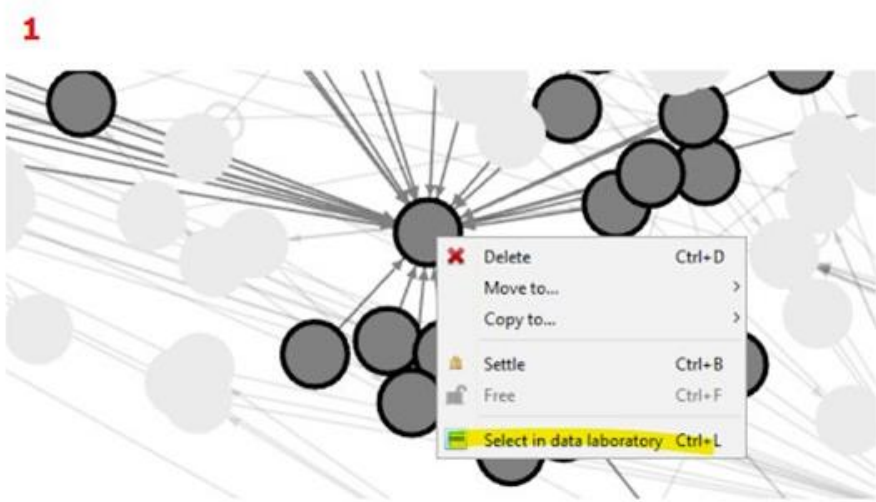 1
Delete Ctrl+D
Move to...
Copy to...
Settle Ctrl+B
Free Ctrl+F
Select in data laboratory Ctrl+L